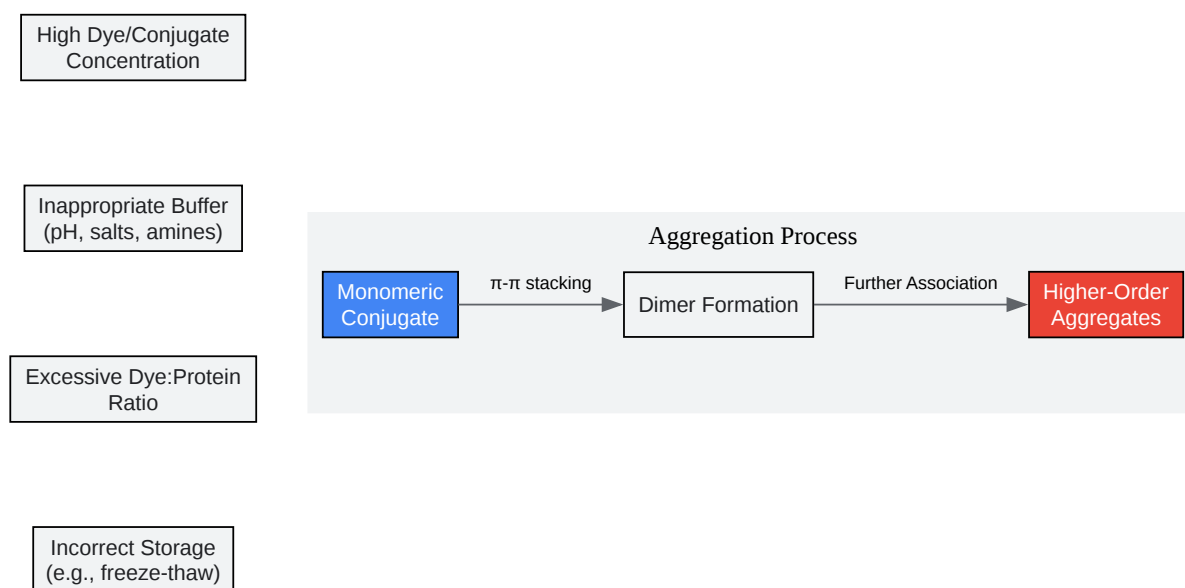 High Dye/Conjugate
Concentration
Inappropriate Buffer
(pH, salts, amines)
Excessive Dye:Protein
Ratio
Incorrect Storage
(e.g., freeze-thaw)
Aggregation Process
Monomeric
Conjugate
π-π stacking
Dimer Formation
Further Association
Higher-Order
Aggregates